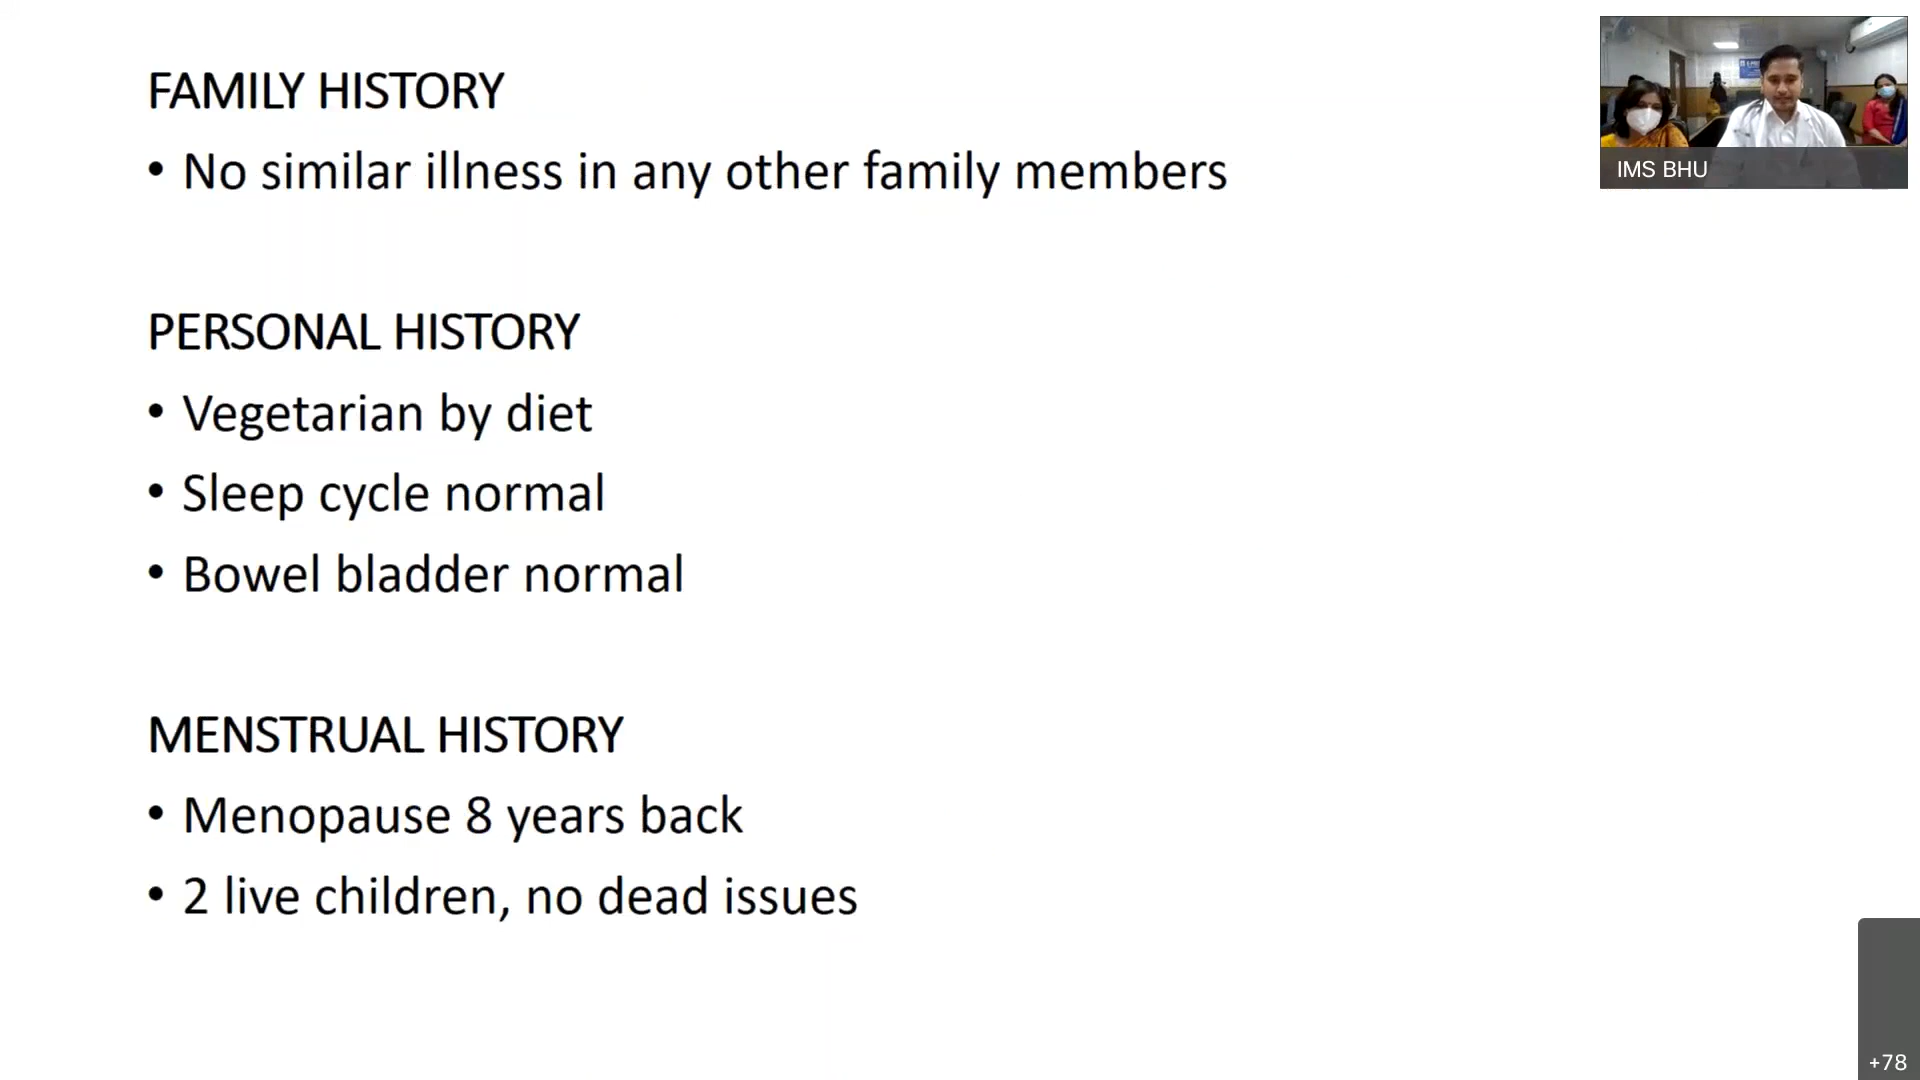 FAMILY HISTORY
• No similar illness in any other family members
PERSONAL HISTORY
• Vegetarian by diet
• Sleep cycle normal
• Bowel bladder normal
MENSTRUAL HISTORY
• Menopause 8 years back
• 2 live children, no dead issues
IMS BHU
+78